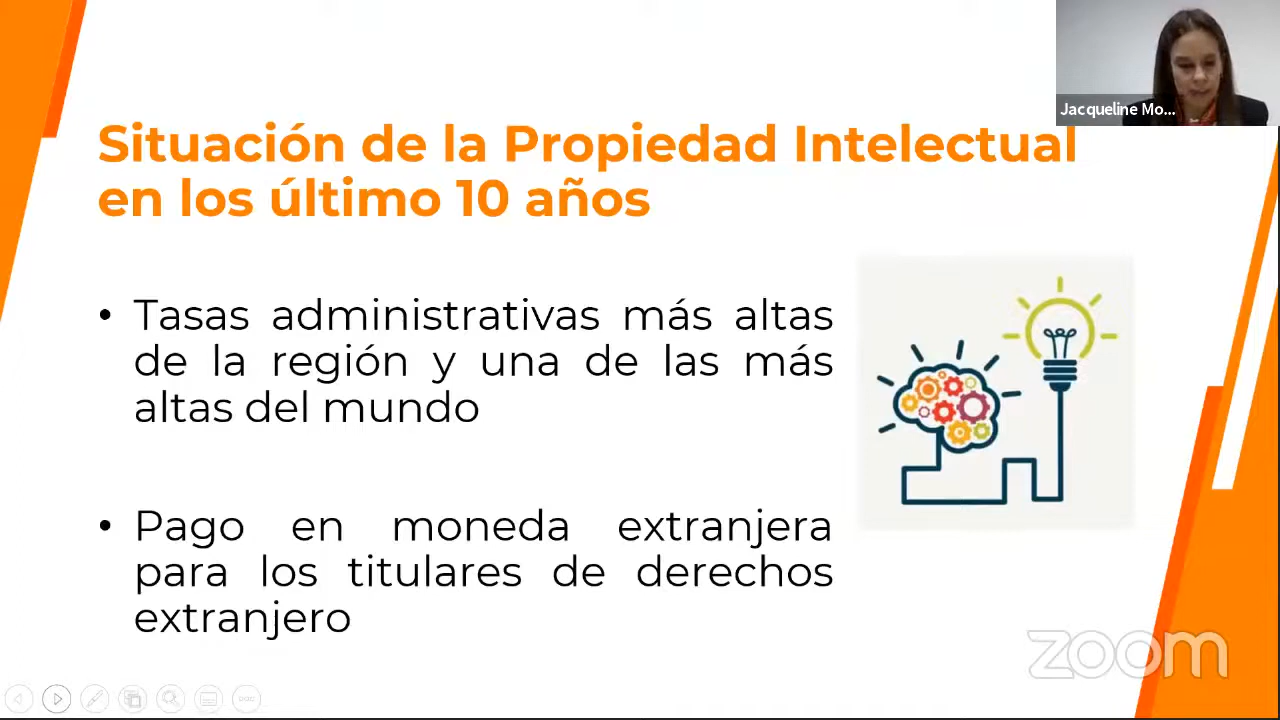 Jacqueline Mo...
Situación de la Propiedad Intelectual
en los último 10 años
• Tasas administrativas más altas
de la región y una de las más
altas del mundo
• Pago en moneda extranjera
para los titulares de derechos
extranjero
zoom